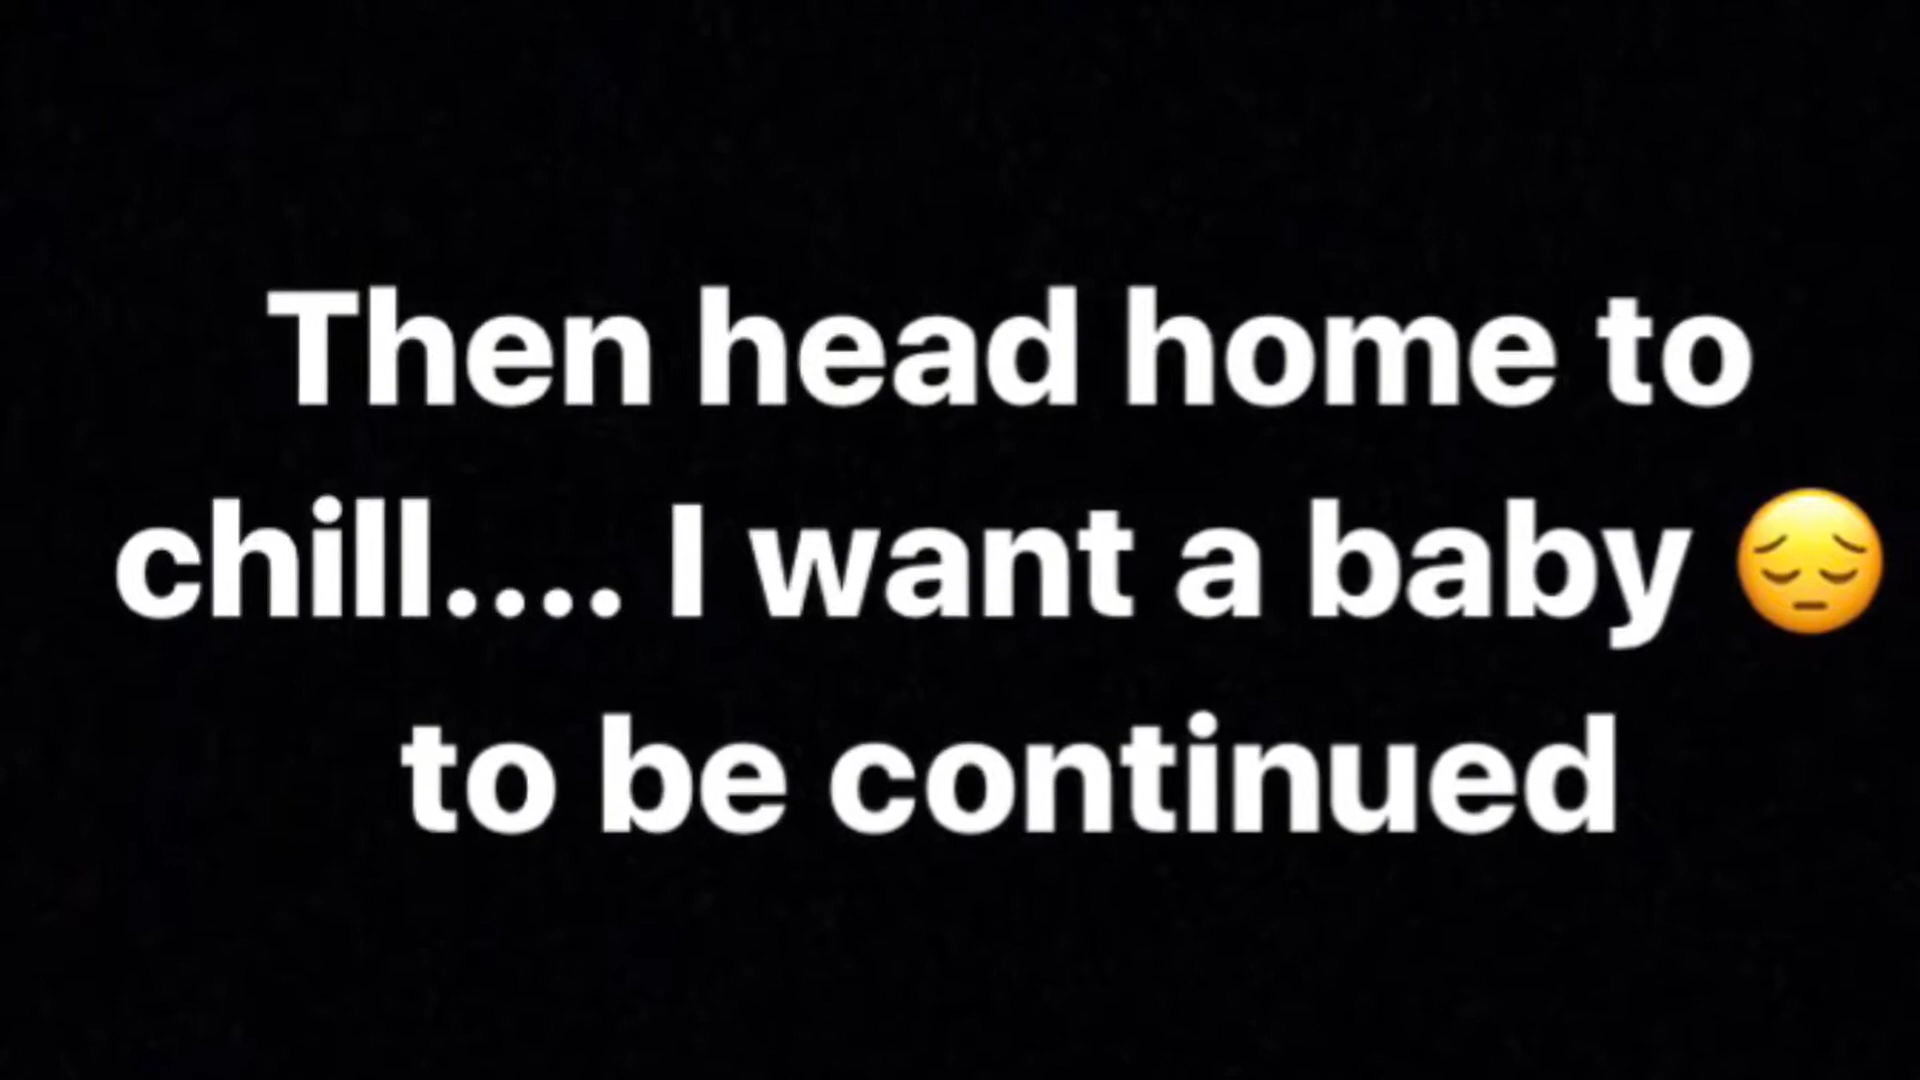 Then head home to
chill.... I want a baby 😔
to be continued